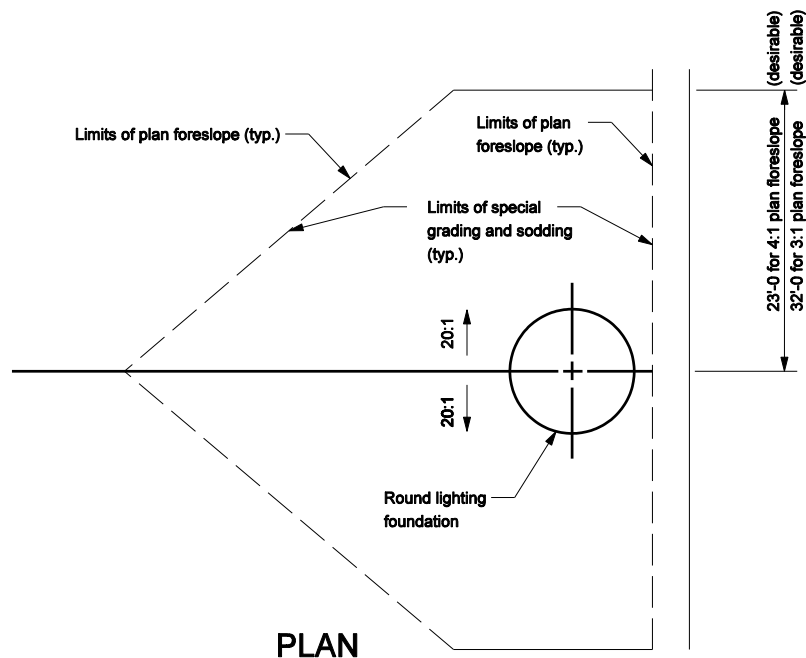 Limits of plan foreslope (typ.)
Limits of plan
foreslope (typ.)
Limits of special
grading and sodding
(typ.)
20:1
20:1
Round lighting
foundation
23'-0 for 4:1 plan floreslope (desirable)
32'-0 for 3:1 plan foreslope (desirable)
PLAN